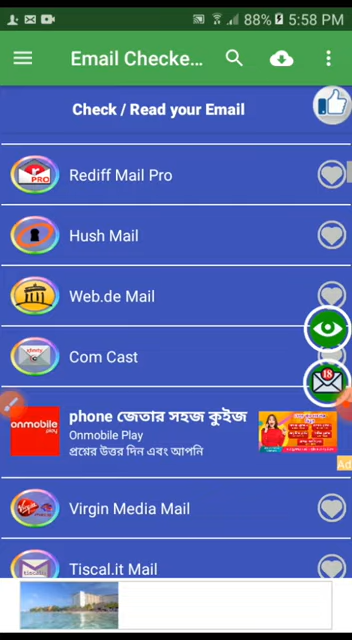 88% 5:58 PM
Email Checke...
Check / Read your Email
Rediff Mail Pro
PRO
Hush Mail
Web.de Mail
Com Cast
18
phone জেতার সহজ কুইজ
onmobile
play
Onmobile Play
প্রশ্নের উত্তর দিন এবং আপনি
Ad
Virgin Media Mail
Tiscal.it Mail